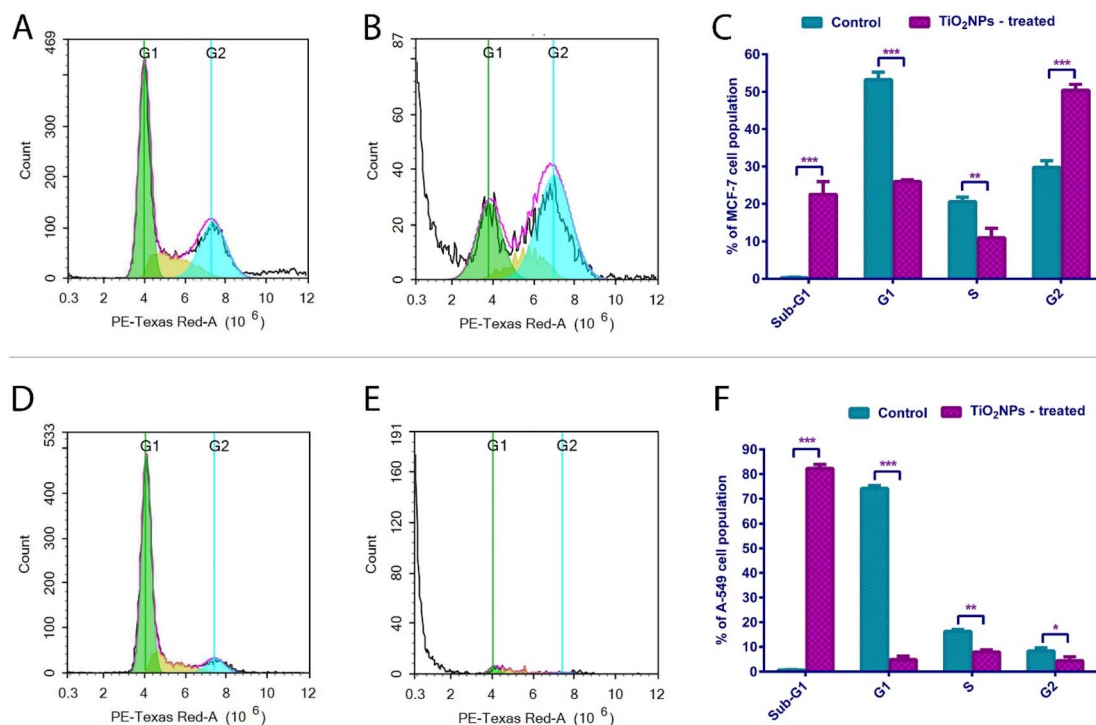 A
469
G1
G2
300
200
100
0
Count
0.3 2 4 6 8 10 12
PE-Texas Red-A (10 6)
B
87
G1
G2
60
40
20
0
Count
0.3 2 4 6 8 10 12
PE-Texas Red-A (10 6)
C
Control
TiO2NPs - treated
60
50
40
30
20
10
0
% of MCF-7 cell population
***
***
**
***
Sub-G1
G1
S
G2
D
533
G1
G2
400
300
200
100
0
Count
0.3 2 4 6 8 10 12
PE-Texas Red-A (10 6)
E
191
G1
G2
160
120
80
40
0
Count
0.3 2 4 6 8 10 12
PE-Texas Red-A (10 6)
F
Control
TiO2NPs - treated
90
80
70
60
50
40
30
20
10
0
% of A-549 cell population
***
***
**
*
Sub-G1
G1
S
G2